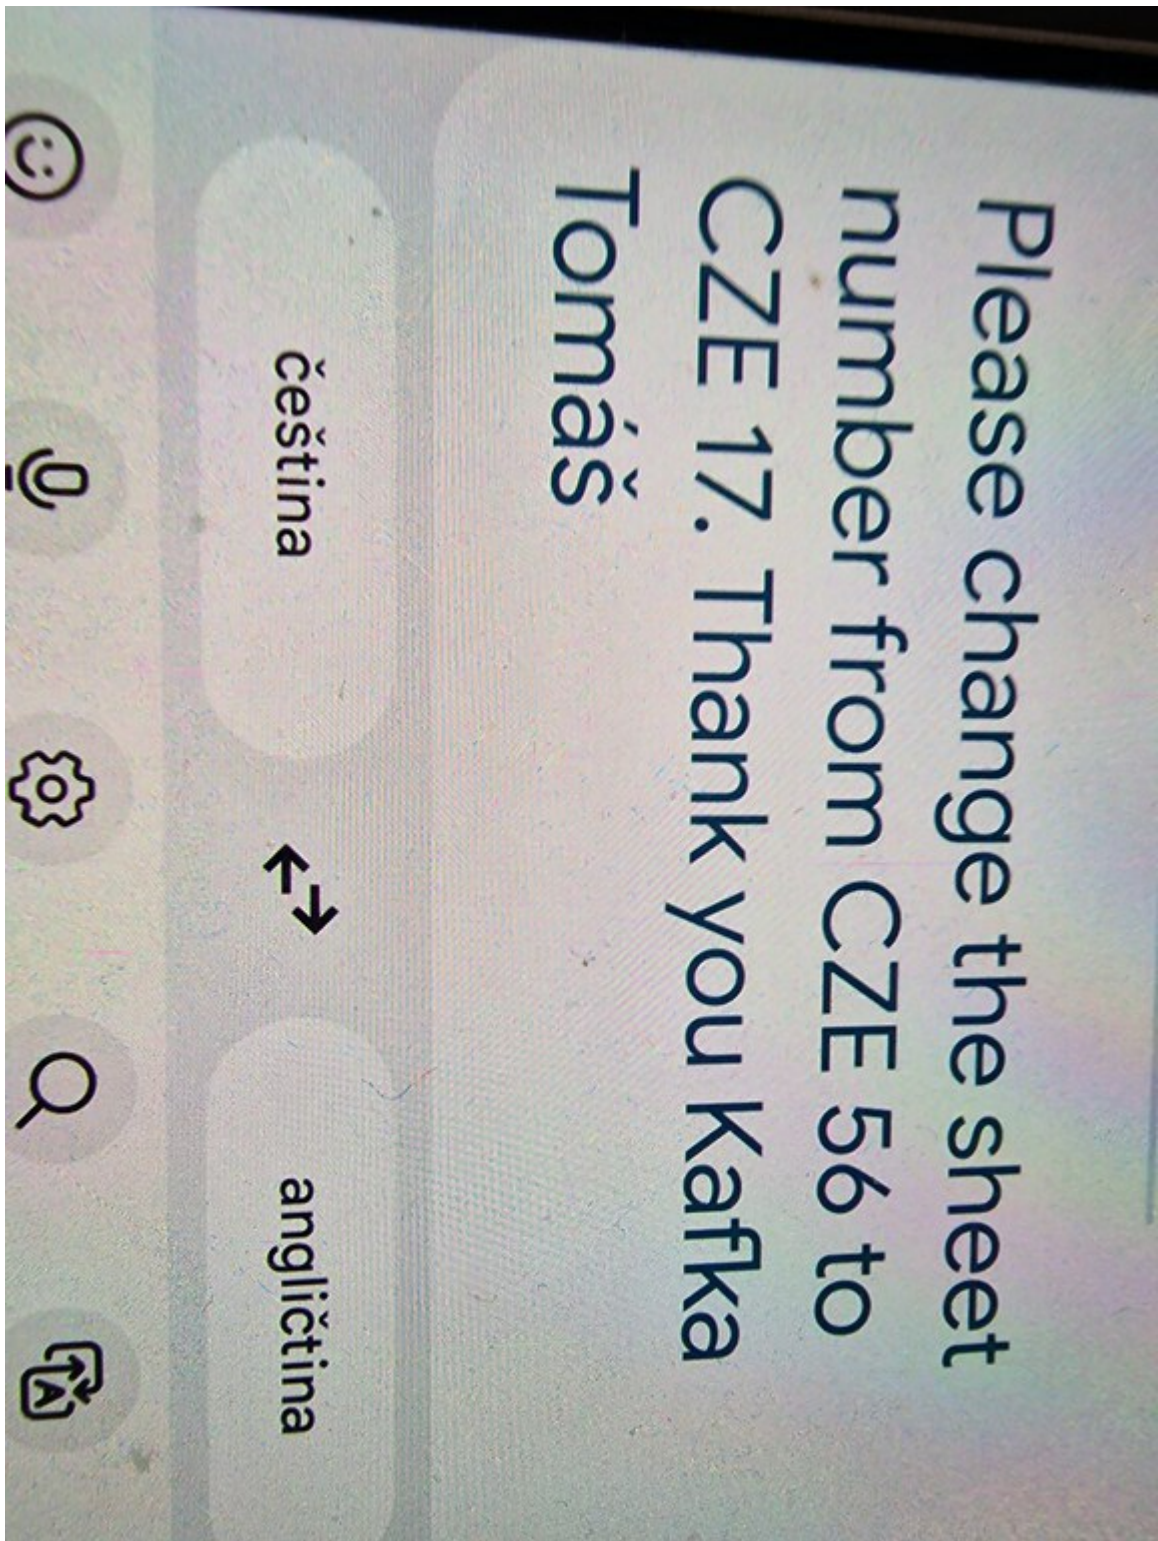 Please change the sheet
number from CZE 56 to
CZE 17. Thank you Kafka
Tomáš
čeština
angličtina
A